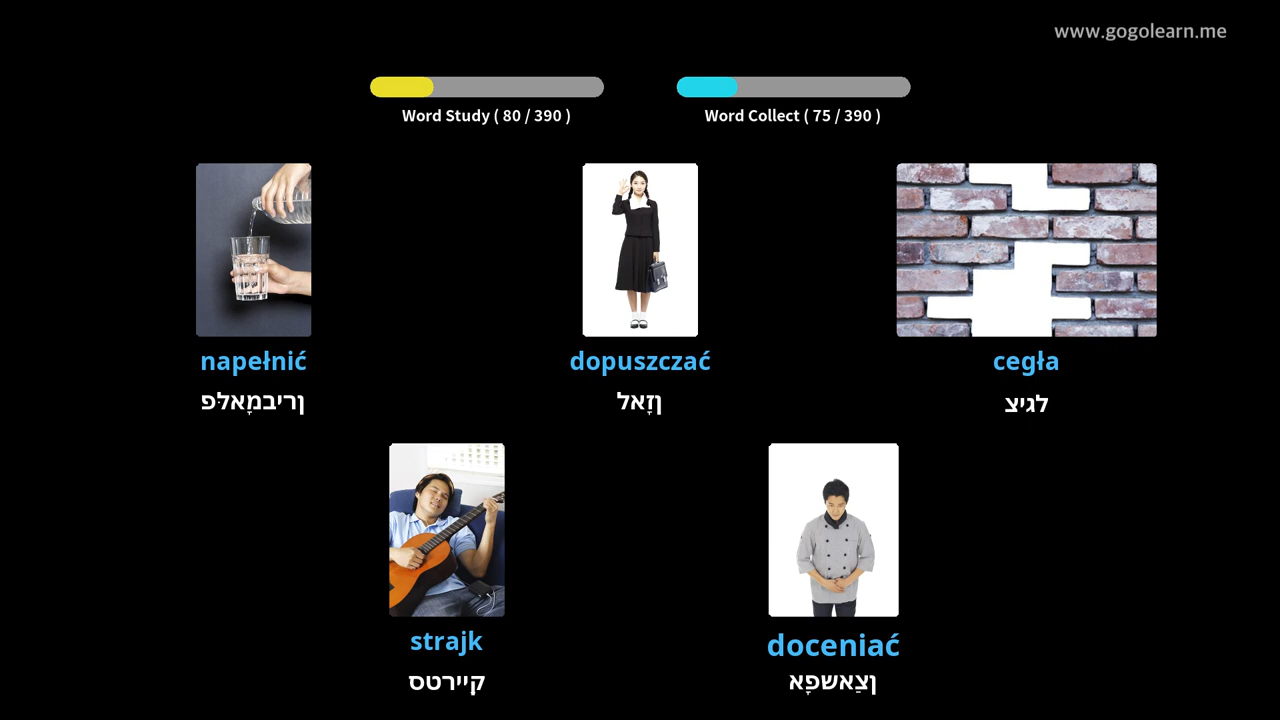 www.gogolearn.me
Word Study ( 80 / 390 )
Word Collect ( 75 / 390 )
napełnić
ןריבמָאלּפ
dopuszczać
ןזָאל
cegła
לגיצ
strajk
קיירטס
doceniać
ןצַאשפָא